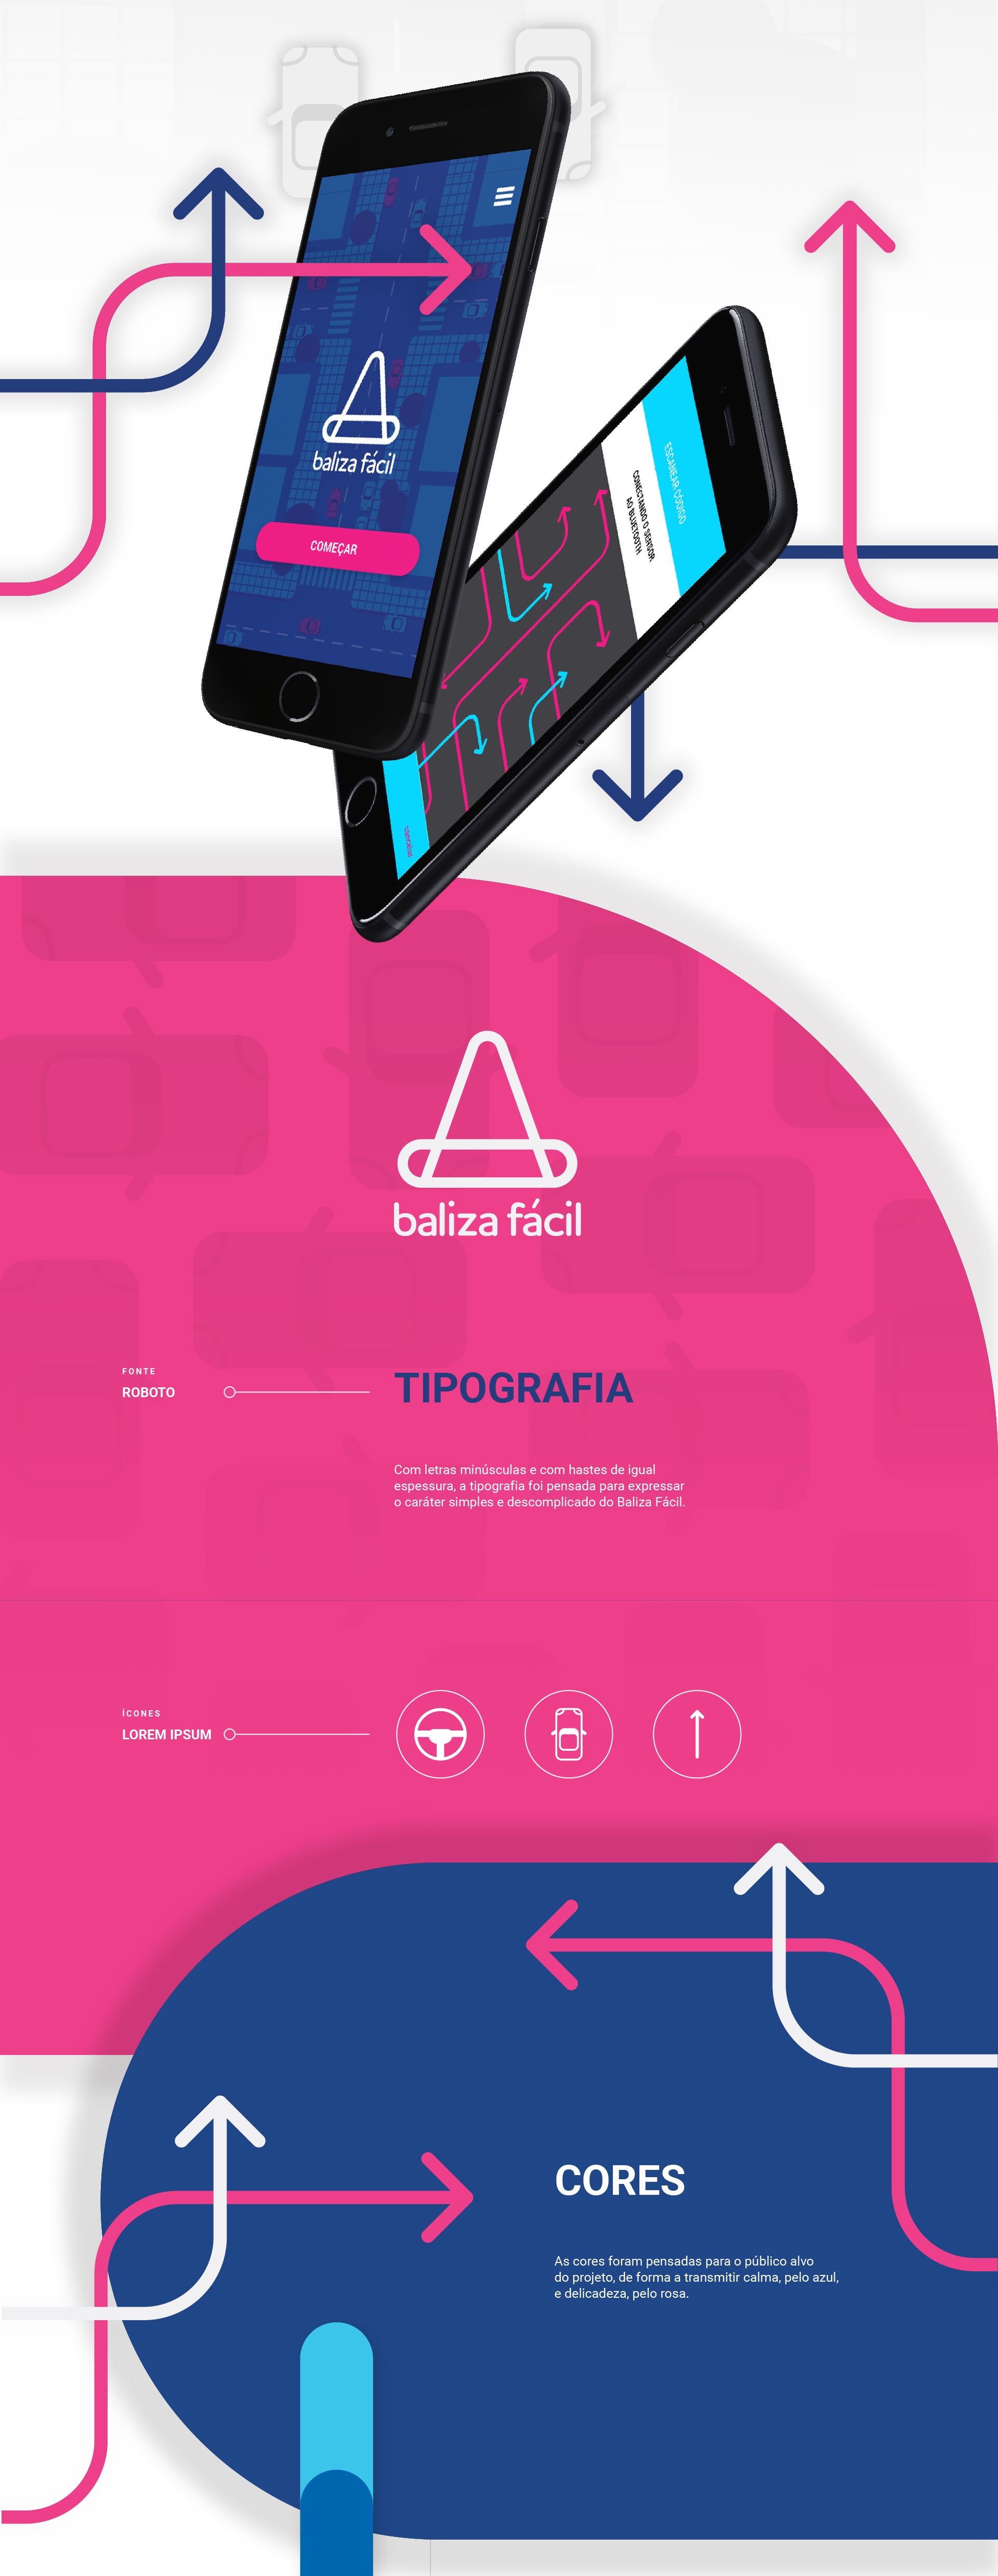 baliza fácil
COMEÇAR
ESCANEAR CÓDIGO
CONECTANDO O SENSOR
AO BLUETOOTH
baliza fácil
FONTE
ROBOTO
TIPOGRAFIA
Com letras minúsculas e com hastes de igual
espessura, a tipografia foi pensada para expressar
o caráter simples e descomplicado do Baliza Fácil.
ÍCONES
LOREM IPSUM
CORES
As cores foram pensadas para o público alvo
do projeto, de forma a transmitir calma, pelo azul,
e delicadeza, pelo rosa.